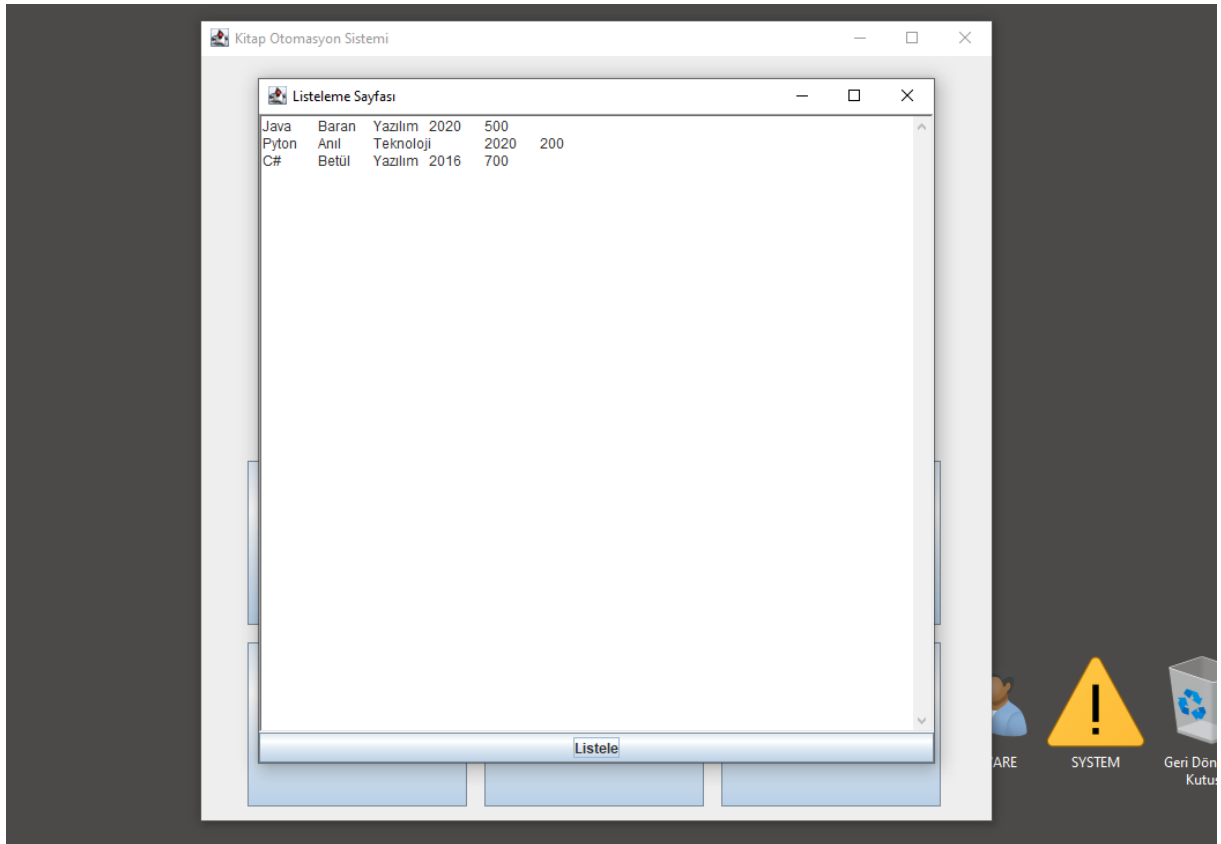 Kitap Otomasyon Sistemi
Listeleme Sayfası
Java Baran Yazılım 2020 500
Pyton Anıl Teknoloji 2020 200
C# Betül Yazılım 2016 700
Listele
SYSTEM
Geri